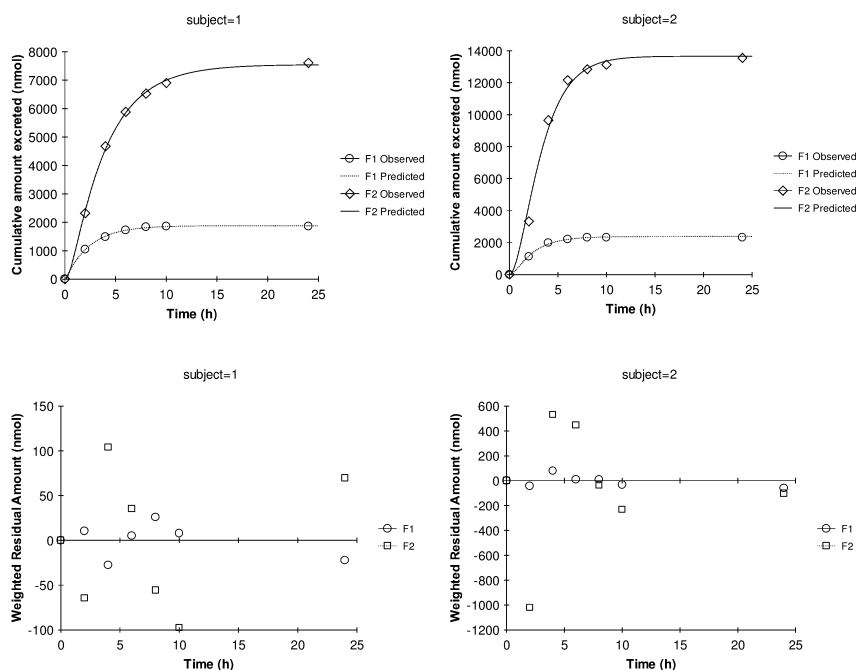 subject=1
Cumulative amount excreted (nmol)
8000
7000
6000
5000
4000
3000
2000
1000
0
0 5 10 15 20 25
Time (h)
F1 Observed
F1 Predicted
F2 Observed
F2 Predicted
subject=2
Cumulative amount excreted (nmol)
14000
12000
10000
8000
6000
4000
2000
0
0 5 10 15 20 25
Time (h)
F1 Observed
F1 Predicted
F2 Observed
F2 Predicted
subject=1
Weighted Residual Amount (nmol)
150
100
50
0
-50
-100
0 5 10 15 20 25
Time (h)
F1
F2
subject=2
Weighted Residual Amount (nmol)
600
400
200
0
-200
-400
-600
-800
-1000
-1200
0 5 10 15 20 25
Time (h)
F1
F2